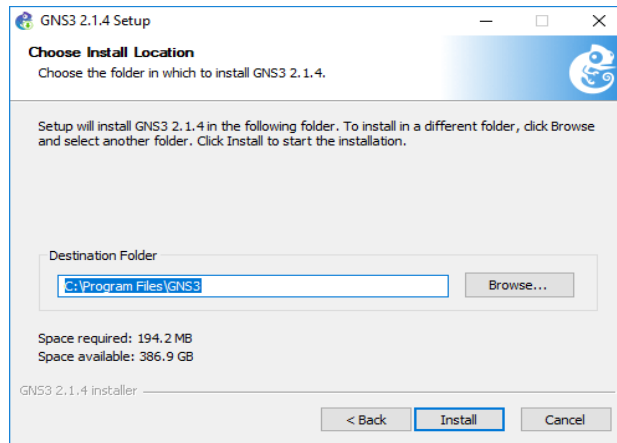 GNS3 2.1.4 Setup
Choose Install Location
Choose the folder in which to install GNS3 2.1.4.
Setup will install GNS3 2.1.4 in the following folder. To install in a different folder, click Browse
and select another folder. Click Install to start the installation.
Destination Folder
C:\Program Files\GNS3
Browse...
Space required: 194.2 MB
Space available: 386.9 GB
GNS3 2.1.4 installer
< Back
Install
Cancel